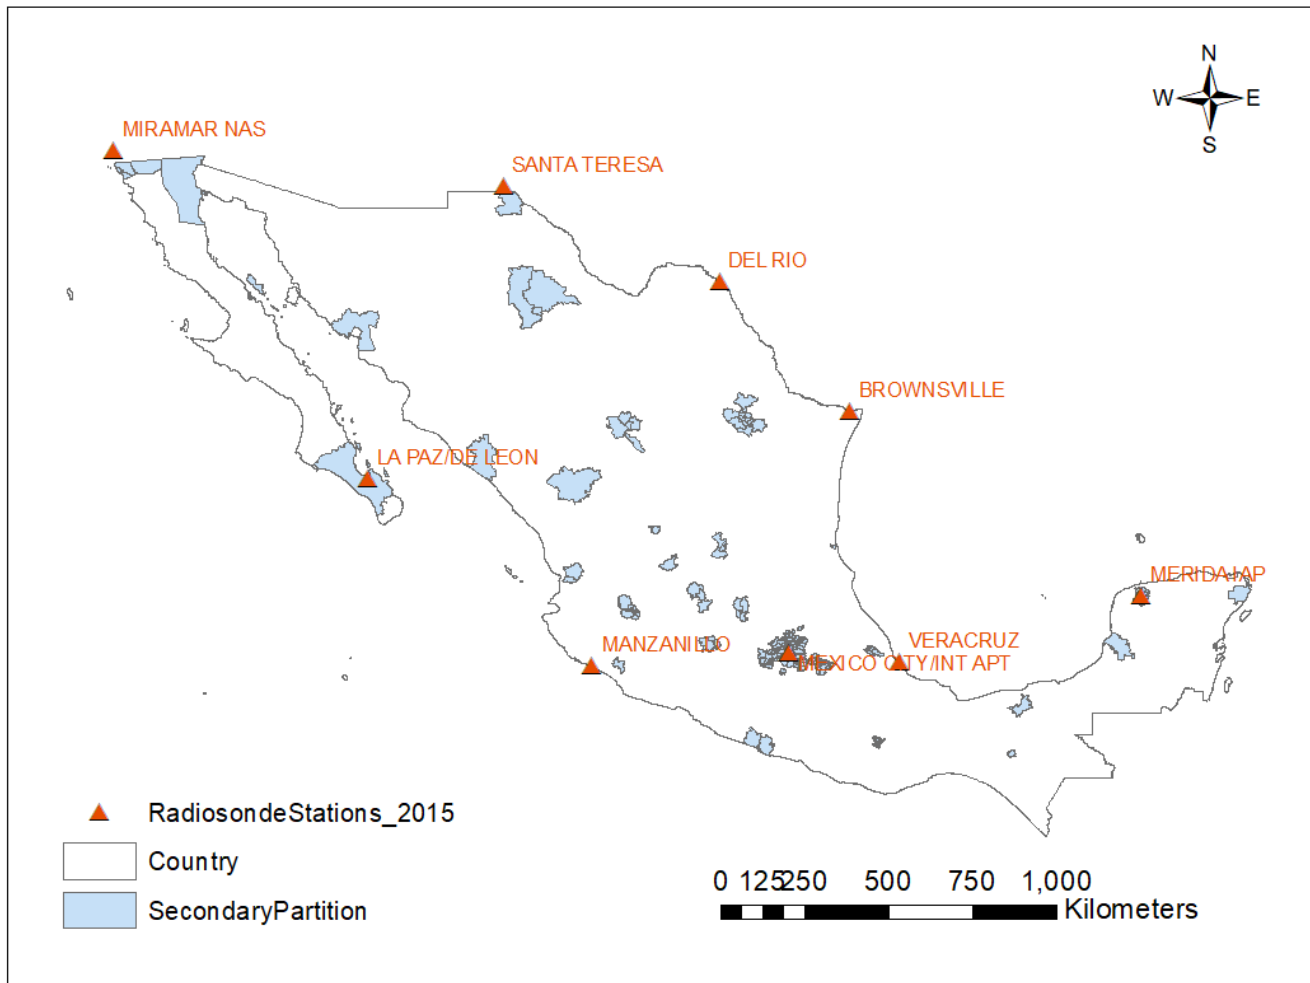 N
W E
S
MIRAMAR NAS
SANTA TERESA
DEL RIO
BROWNSVILLE
LA PAZ/DE LEON
MERIDA IAP
MANZANILLO
VERACRUZ
MEXICO CITY/INT APT
RadiosondeStations_2015
Country
SecondaryPartition
0 125 250 500 750 1,000
Kilometers